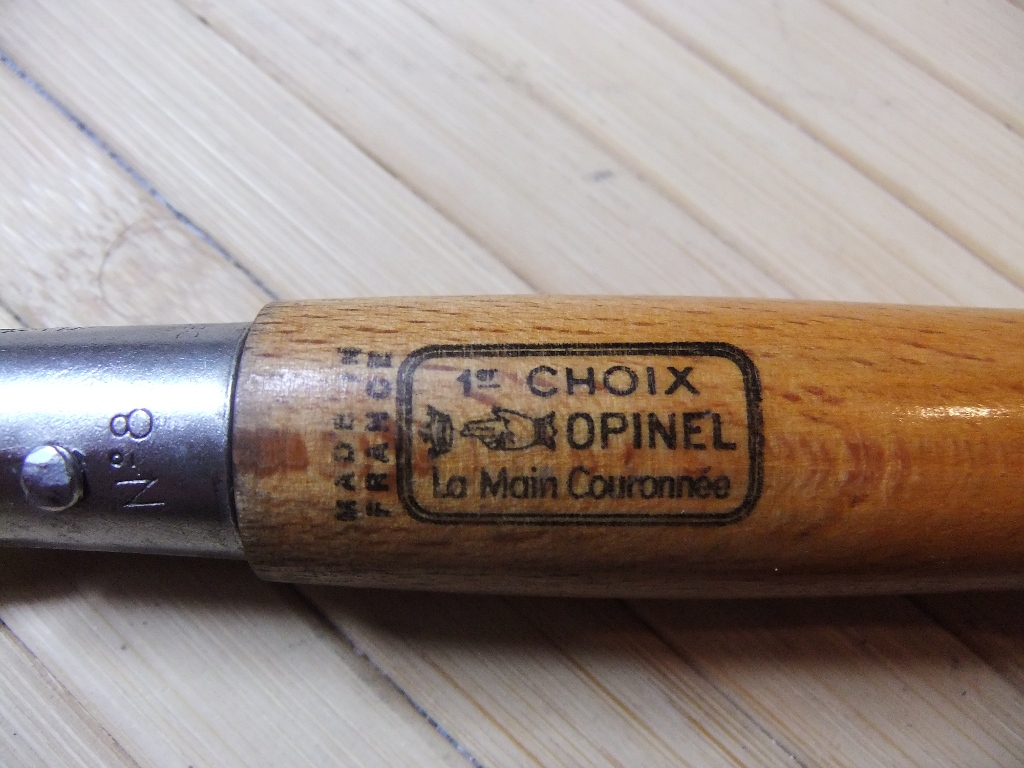 N°8
MADE IN
FRANCE
1er CHOIX
OPINEL
La Main Couronnée